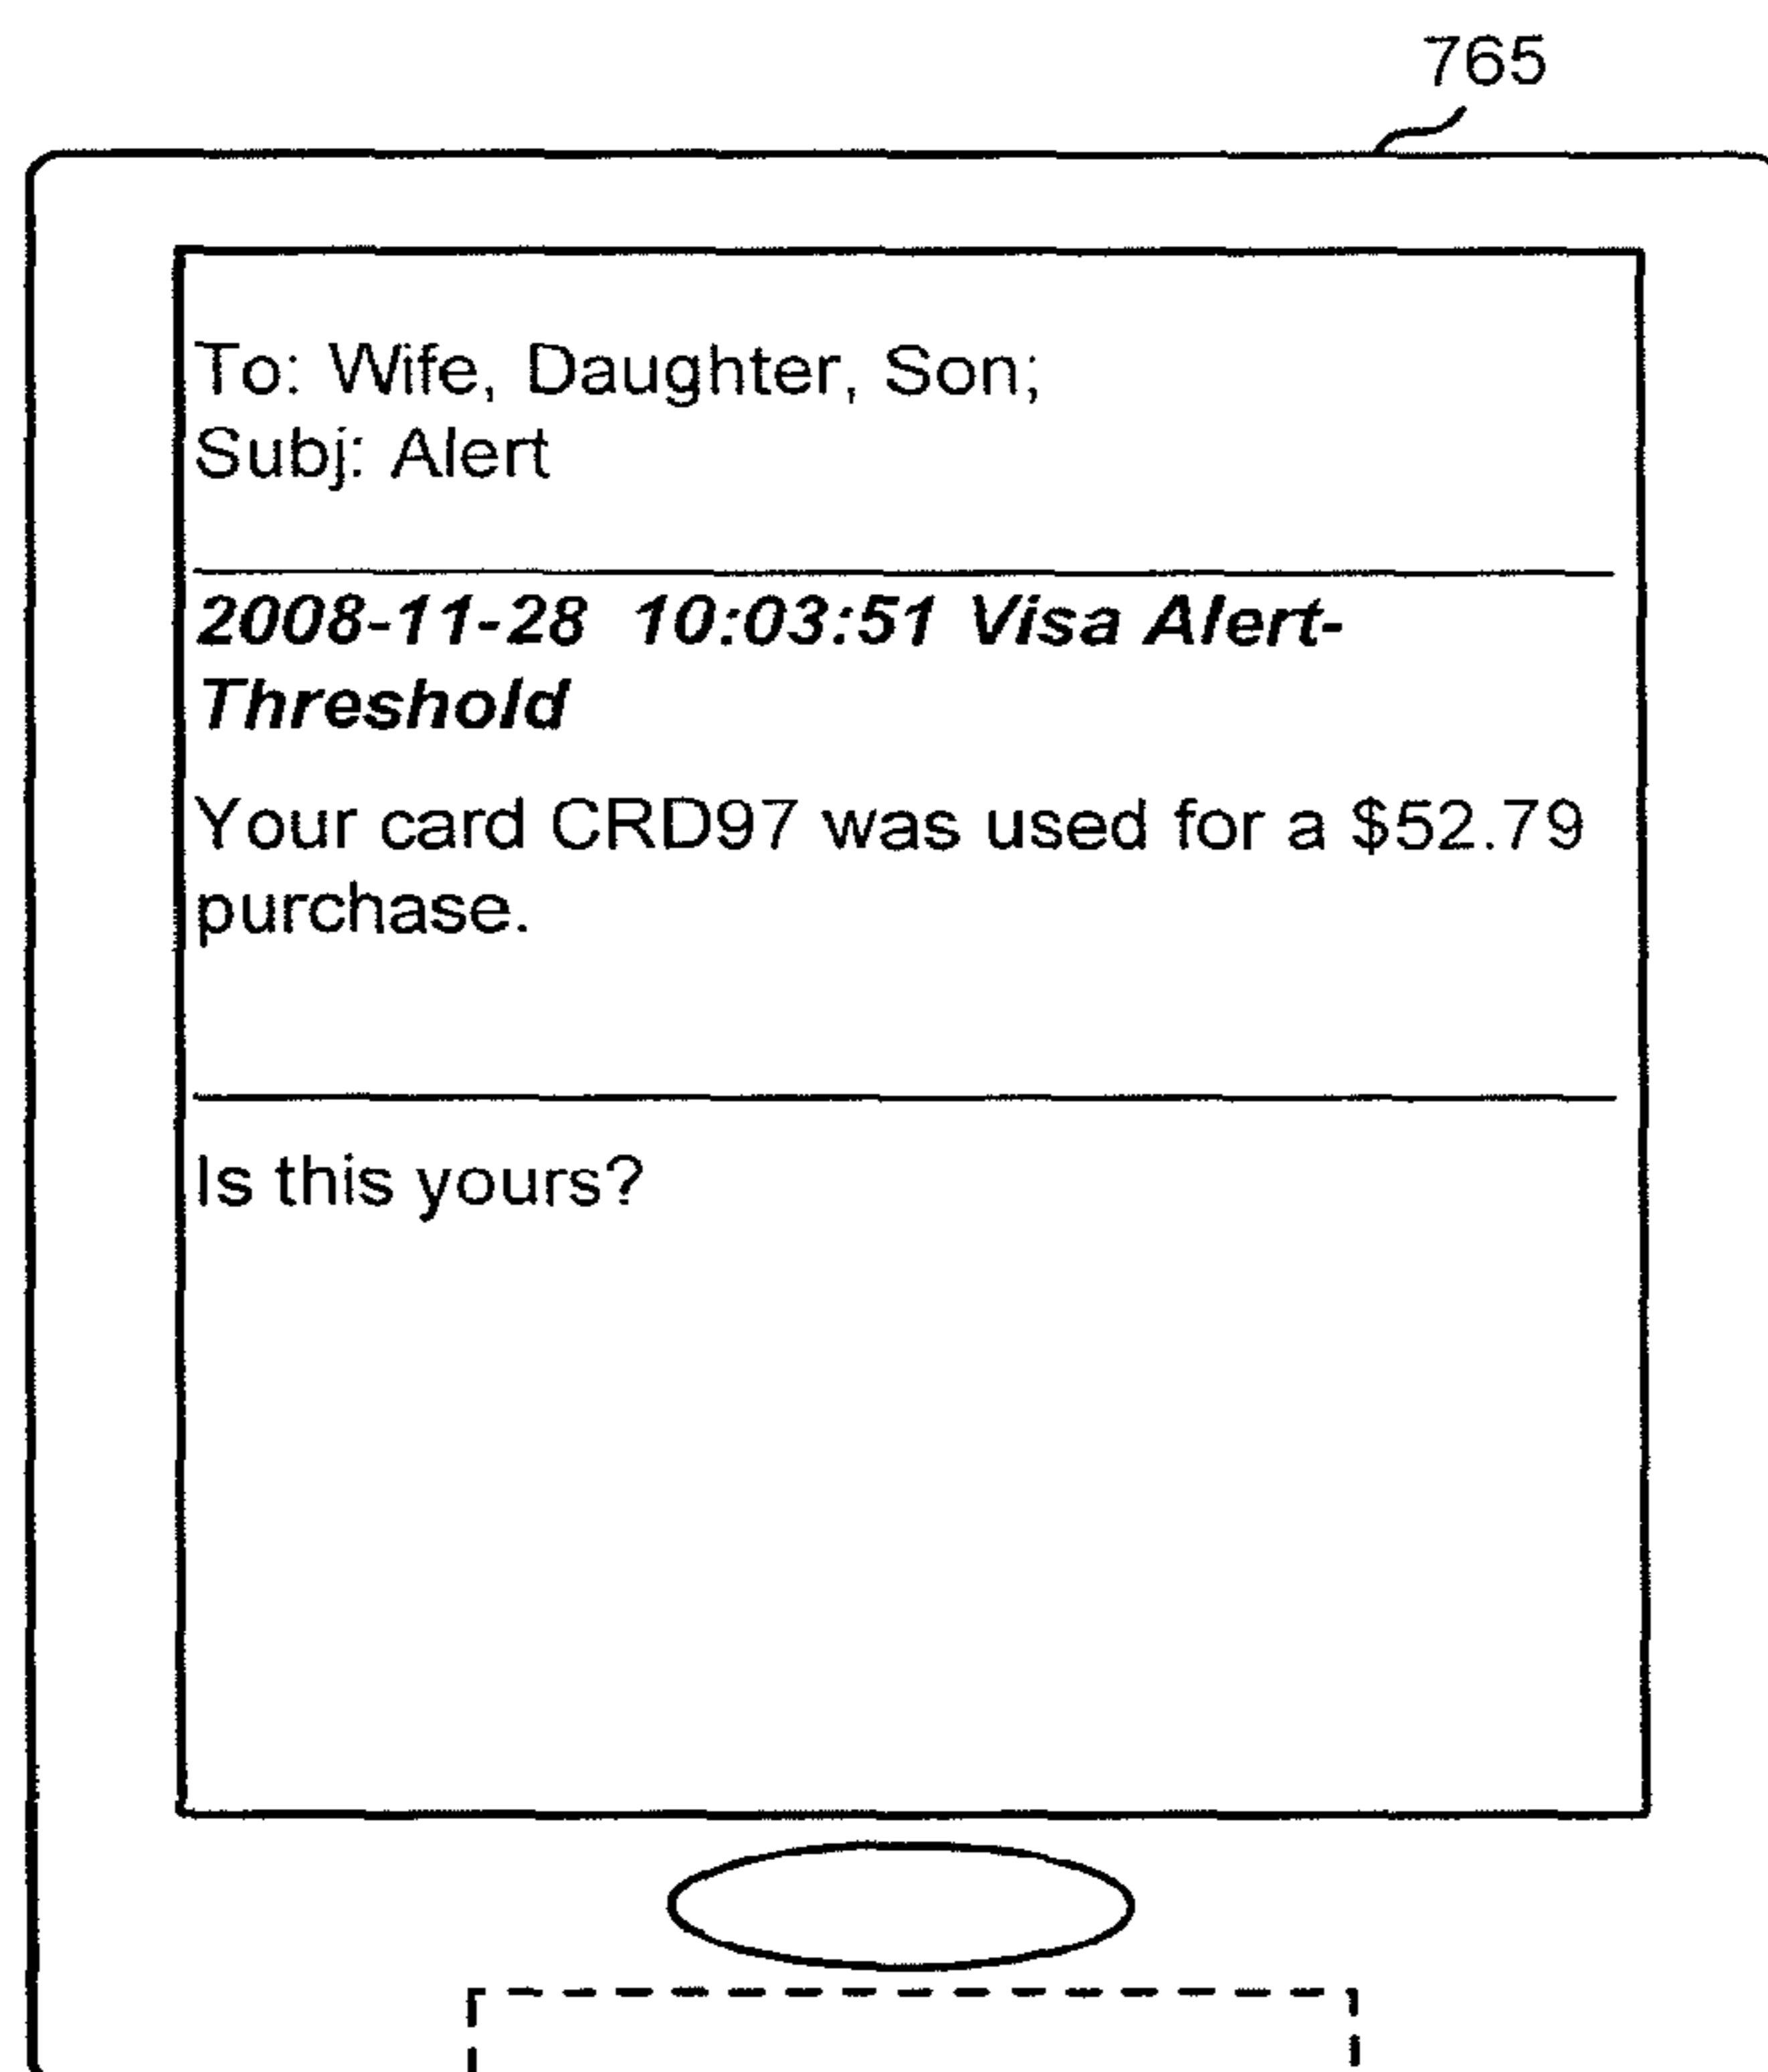 765
To: Wife, Daughter, Son;
Subj: Alert
2008-11-28 10:03:51 Visa Alert-
Threshold
Your card CRD97 was used for a $52.79
purchase.
Is this yours?